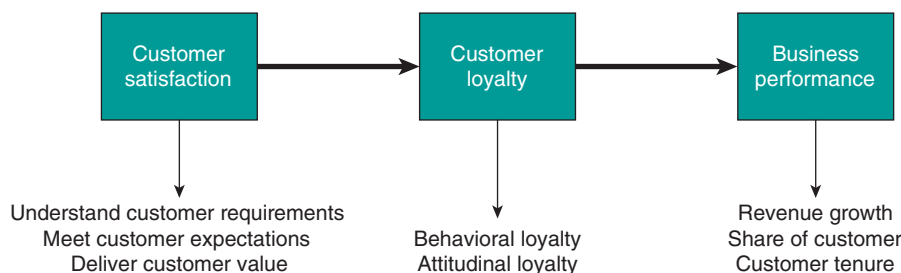 Customer
satisfaction
Customer
loyalty
Business
performance
Understand customer requirements
Meet customer expectations
Deliver customer value
Behavioral loyalty
Attitudinal loyalty
Revenue growth
Share of customer
Customer tenure